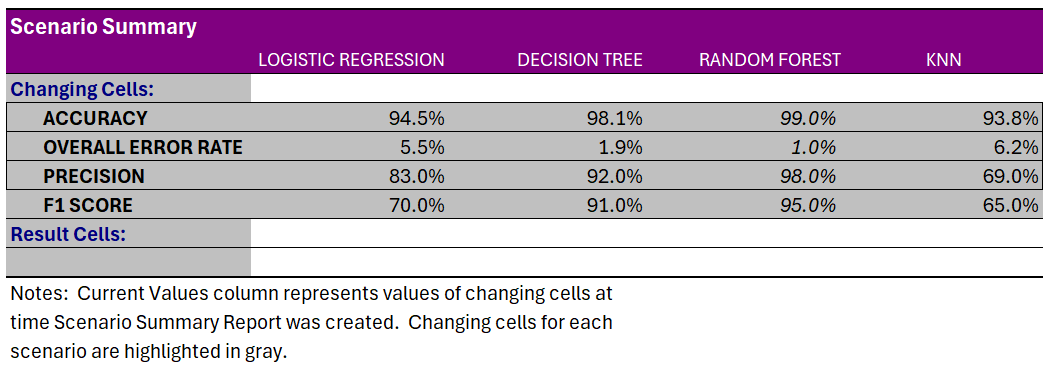 Scenario Summary
LOGISTIC REGRESSION DECISION TREE RANDOM FOREST KNN
Changing Cells:
ACCURACY 94.5% 98.1% 99.0% 93.8%
OVERALL ERROR RATE 5.5% 1.9% 1.0% 6.2%
PRECISION 83.0% 92.0% 98.0% 69.0%
F1 SCORE 70.0% 91.0% 95.0% 65.0%
Result Cells:
Notes: Current Values column represents values of changing cells at
time Scenario Summary Report was created. Changing cells for each
scenario are highlighted in gray.